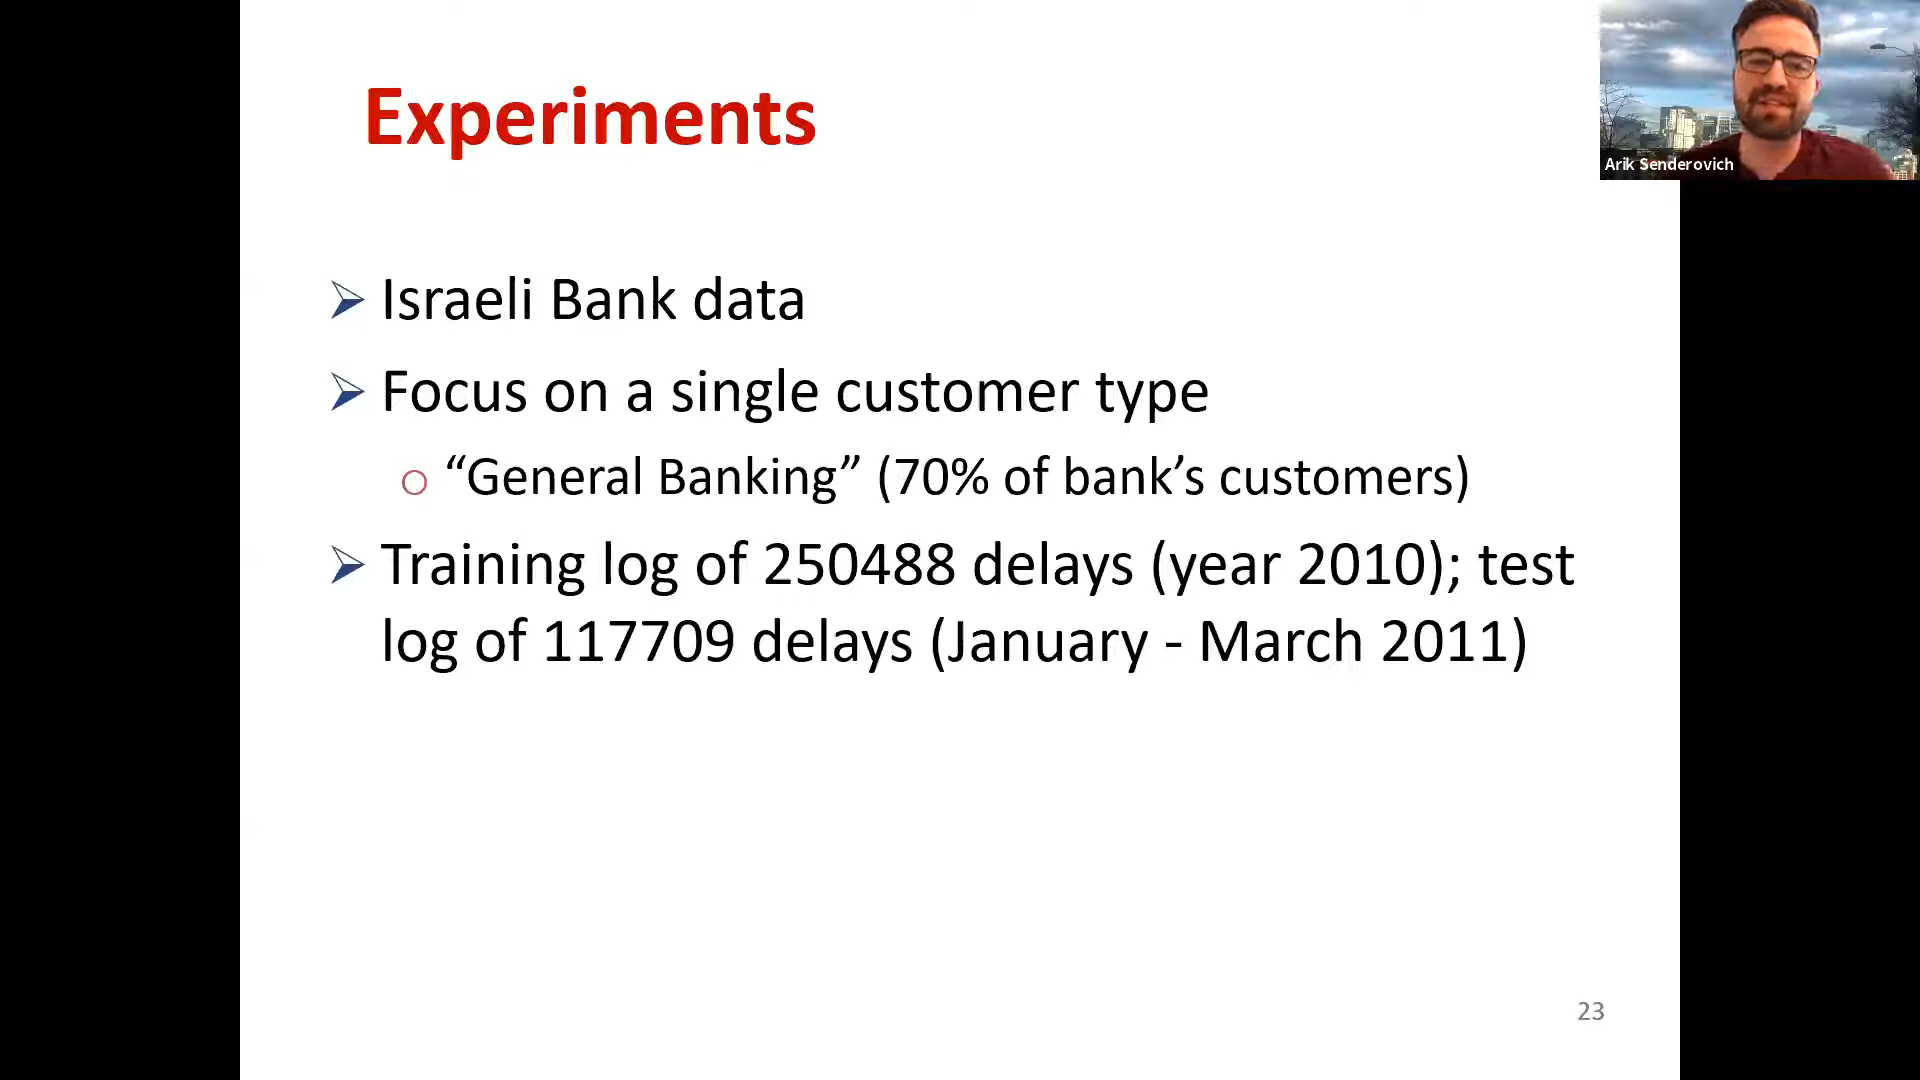 Experiments
Arik Senderovich
Israeli Bank data
Focus on a single customer type
“General Banking” (70% of bank’s customers)
Training log of 250488 delays (year 2010); test
log of 117709 delays (January - March 2011)
23